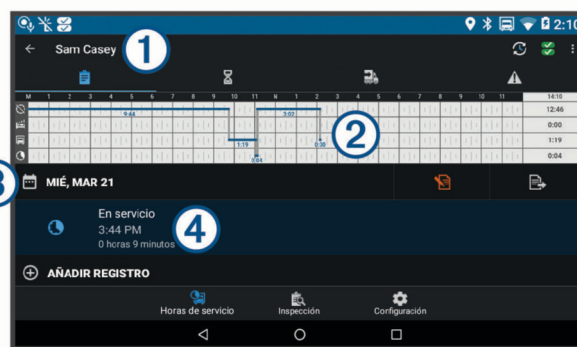 2:10
← Sam Casey 1
M 1 2 3 4 5 6 7 8 9 10 11 N 1 2 3 4 5 6 7 8 9 10 11 14:10
9:44 3:02 12:46
0:00
1:19 0:00 1:19
0:04 0:04
2
3 MIÉ, MAR 21
En servicio
3:44 PM 4
0 horas 9 minutos
AÑADIR REGISTRO
Horas de servicio Inspección Configuración